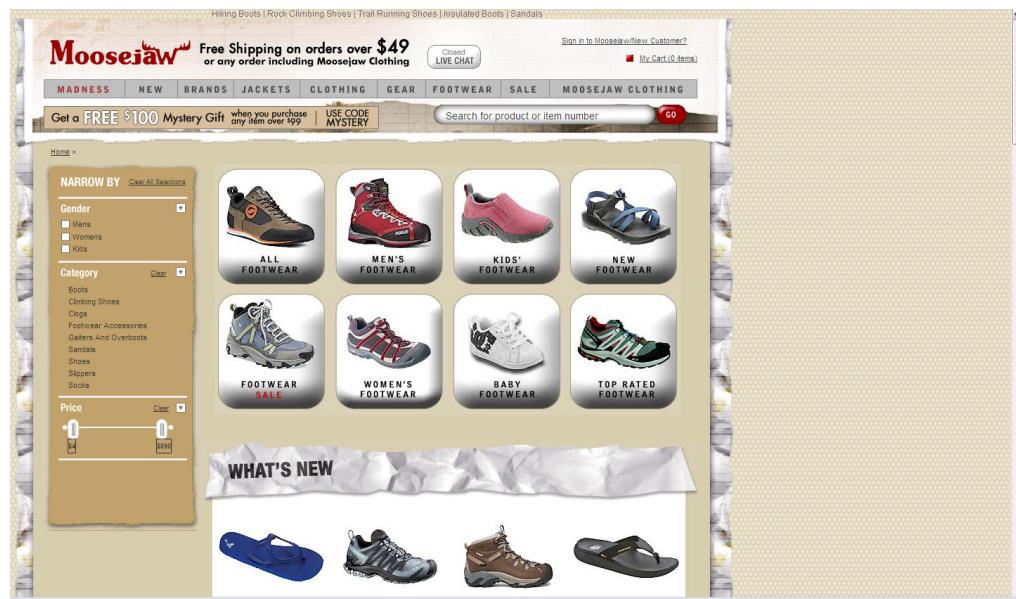 Hiking Boots | Rock Climbing Shoes | Trail Running Shoes | Insulated Boots | Sandals
Moosejaw
Free Shipping on orders over $49
or any order including Moosejaw Clothing
Closed
LIVE CHAT
Sign in to Moosejaw/New Customer?
My Cart (0 items)
MADNESS NEW BRANDS JACKETS CLOTHING GEAR FOOTWEAR SALE MOOSEJAW CLOTHING
Get a FREE $100 Mystery Gift when you purchase any item over $99 | USE CODE MYSTERY
Search for product or item number
GO
Home >
NARROW BY Clear All Selections
Gender
Mens
Womens
Kids
Category Clear
Boots
Climbing Shoes
Clogs
Footwear Accessories
Gaiters And Overboots
Sandals
Shoes
Slippers
Socks
Price Clear
$4 $890
ALL FOOTWEAR
MEN'S FOOTWEAR
KIDS' FOOTWEAR
NEW FOOTWEAR
FOOTWEAR SALE
WOMEN'S FOOTWEAR
BABY FOOTWEAR
TOP RATED FOOTWEAR
WHAT'S NEW